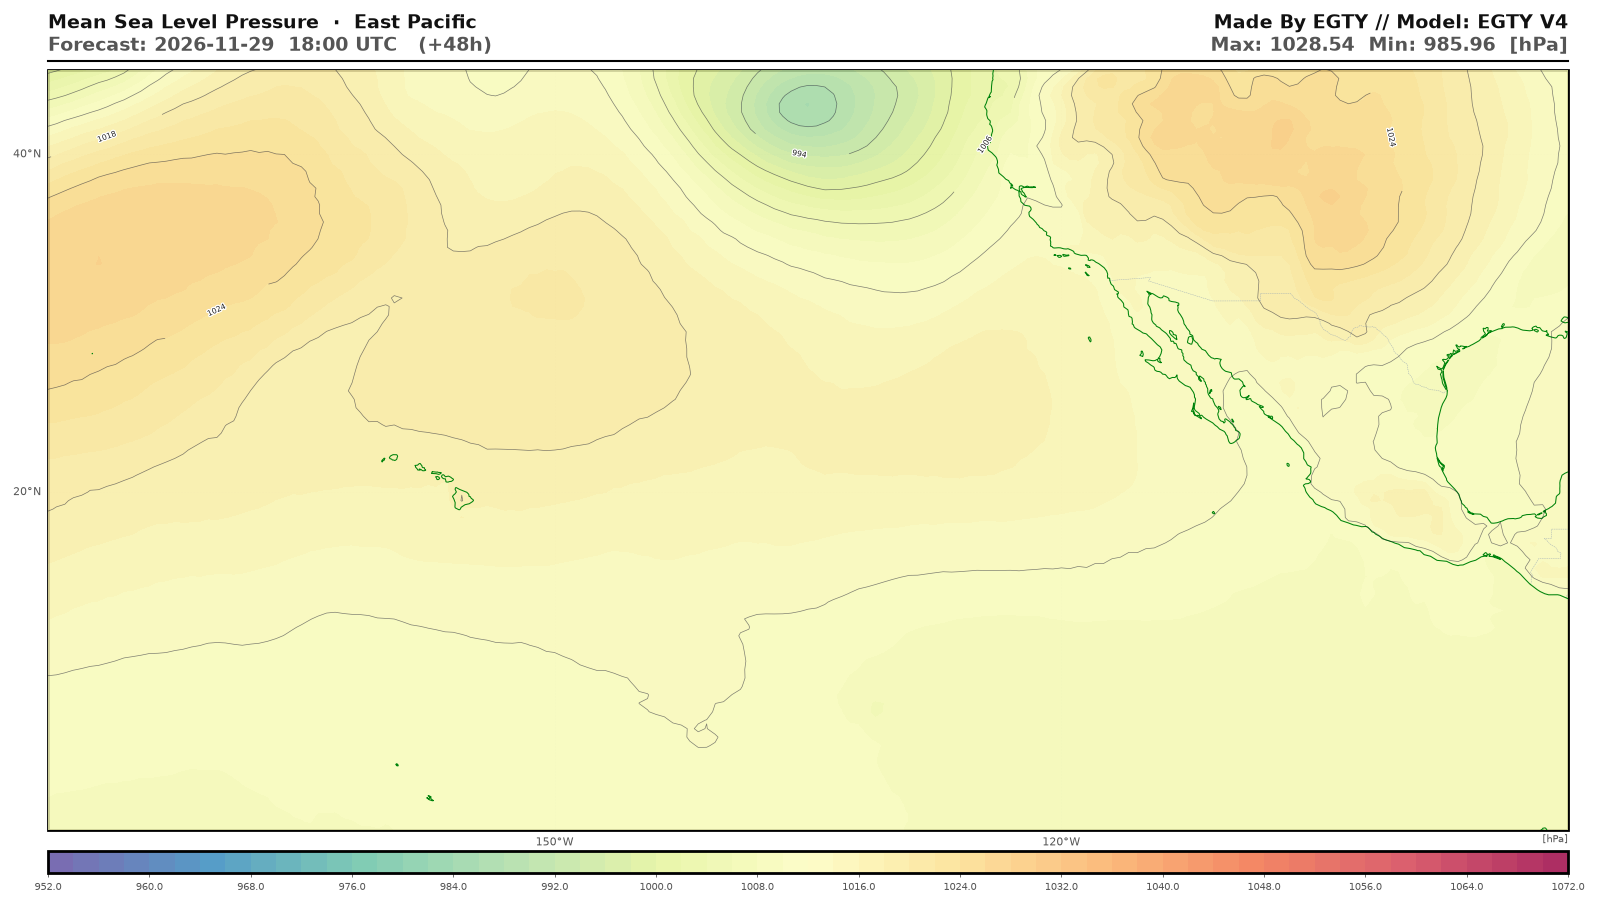 Mean Sea Level Pressure · East Pacific
Made By EGTY // Model: EGTY V4
Forecast: 2026-11-29 18:00 UTC (+48h)
Max: 1028.54 Min: 985.96 [hPa]
1018
1024
994
1006
1024
40°N
20°N
150°W
120°W
[hPa]
952.0
960.0
968.0
976.0
984.0
992.0
1000.0
1008.0
1016.0
1024.0
1032.0
1040.0
1048.0
1056.0
1064.0
1072.0